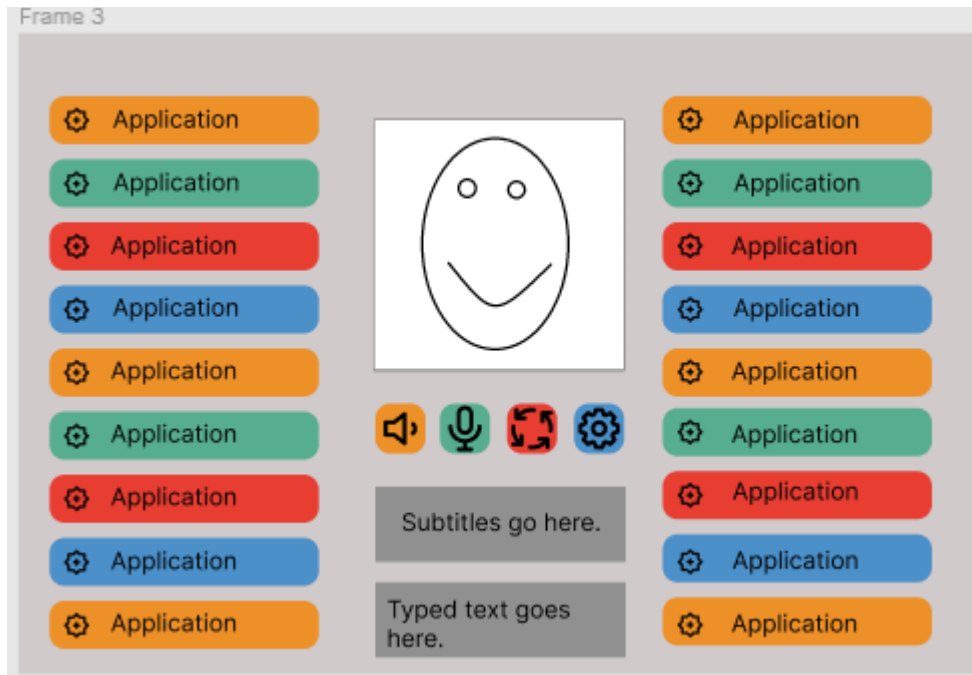 Frame 3
Application
Application
Application
Application
Application
Application
Application
Application
Application
Subtitles go here.
Typed text goes
here.
Application
Application
Application
Application
Application
Application
Application
Application
Application